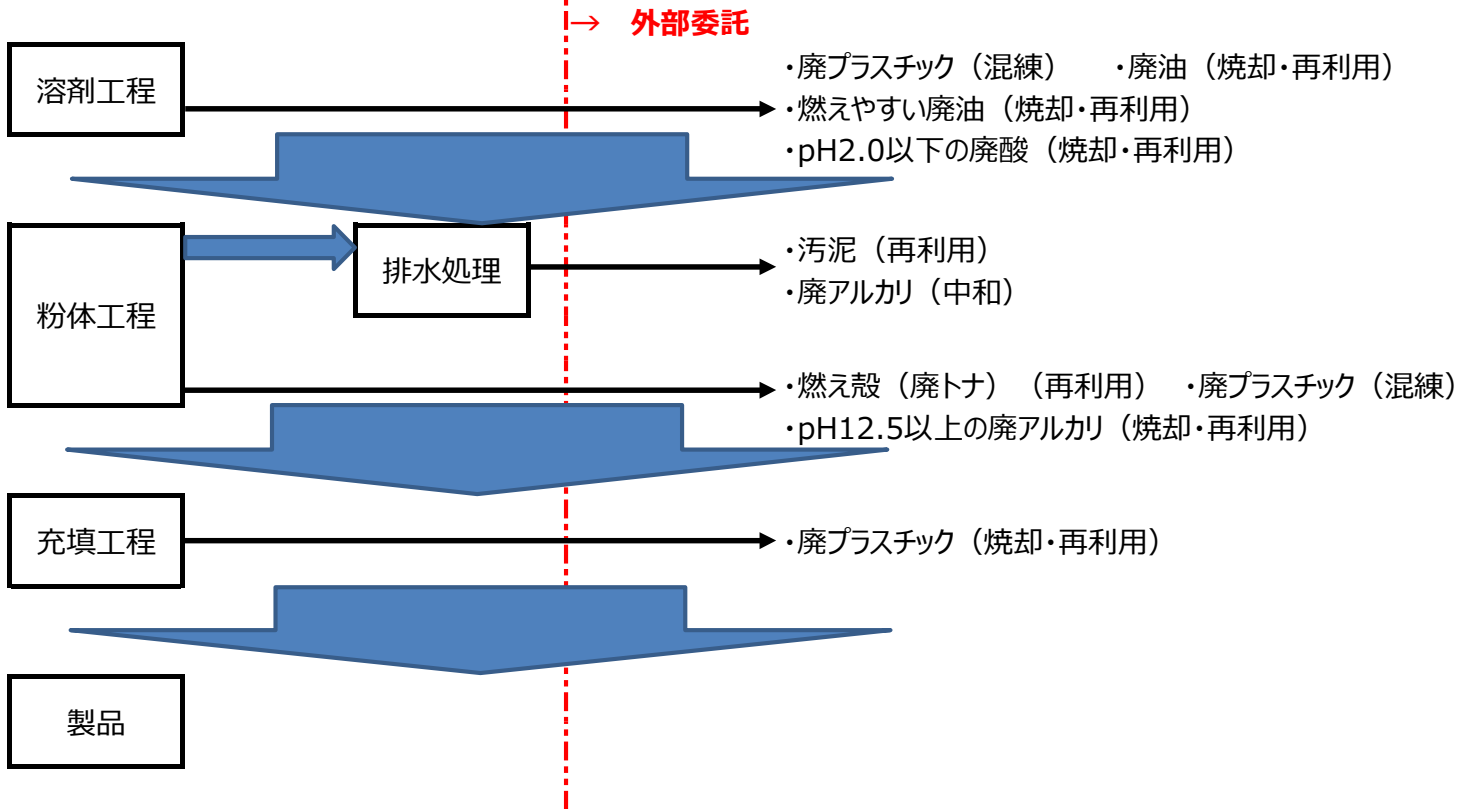 → 外部委託
溶剤工程
・廃プラスチック（混練） ・廃油（焼却・再利用）
・燃えやすい廃油（焼却・再利用）
・pH2.0以下の廃酸（焼却・再利用）
粉体工程
排水処理
・汚泥（再利用）
・廃アルカリ（中和）
・燃え殻（廃トナ）（再利用） ・廃プラスチック（混練）
・pH12.5以上の廃アルカリ（焼却・再利用）
充填工程
・廃プラスチック（焼却・再利用）
製品